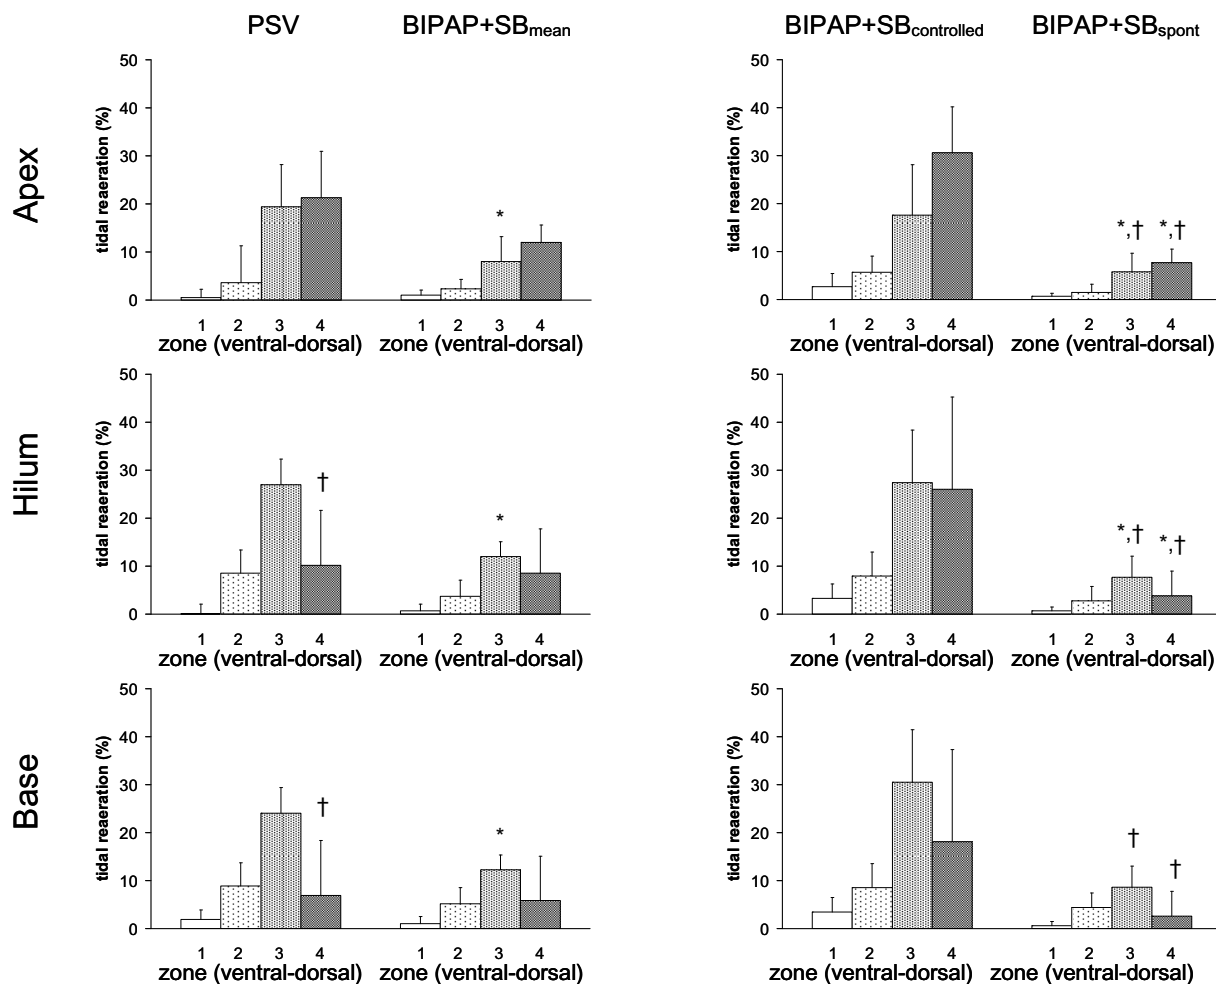 PSV BIPAP+SBmean BIPAP+SBcontrolled BIPAP+SBspont
Apex
tidal reaeration (%)
50
40
30
20
10
0
*
1 2 3 4 1 2 3 4
zone (ventral-dorsal) zone (ventral-dorsal)
tidal reaeration (%)
50
40
30
20
10
0
*,† *,†
1 2 3 4 1 2 3 4
zone (ventral-dorsal) zone (ventral-dorsal)
Hilum
tidal reaeration (%)
50
40
30
20
10
0
† *
1 2 3 4 1 2 3 4
zone (ventral-dorsal) zone (ventral-dorsal)
tidal reaeration (%)
50
40
30
20
10
0
*,† *,†
1 2 3 4 1 2 3 4
zone (ventral-dorsal) zone (ventral-dorsal)
Base
tidal reaeration (%)
50
40
30
20
10
0
† *
1 2 3 4 1 2 3 4
zone (ventral-dorsal) zone (ventral-dorsal)
tidal reaeration (%)
50
40
30
20
10
0
† †
1 2 3 4 1 2 3 4
zone (ventral-dorsal) zone (ventral-dorsal)